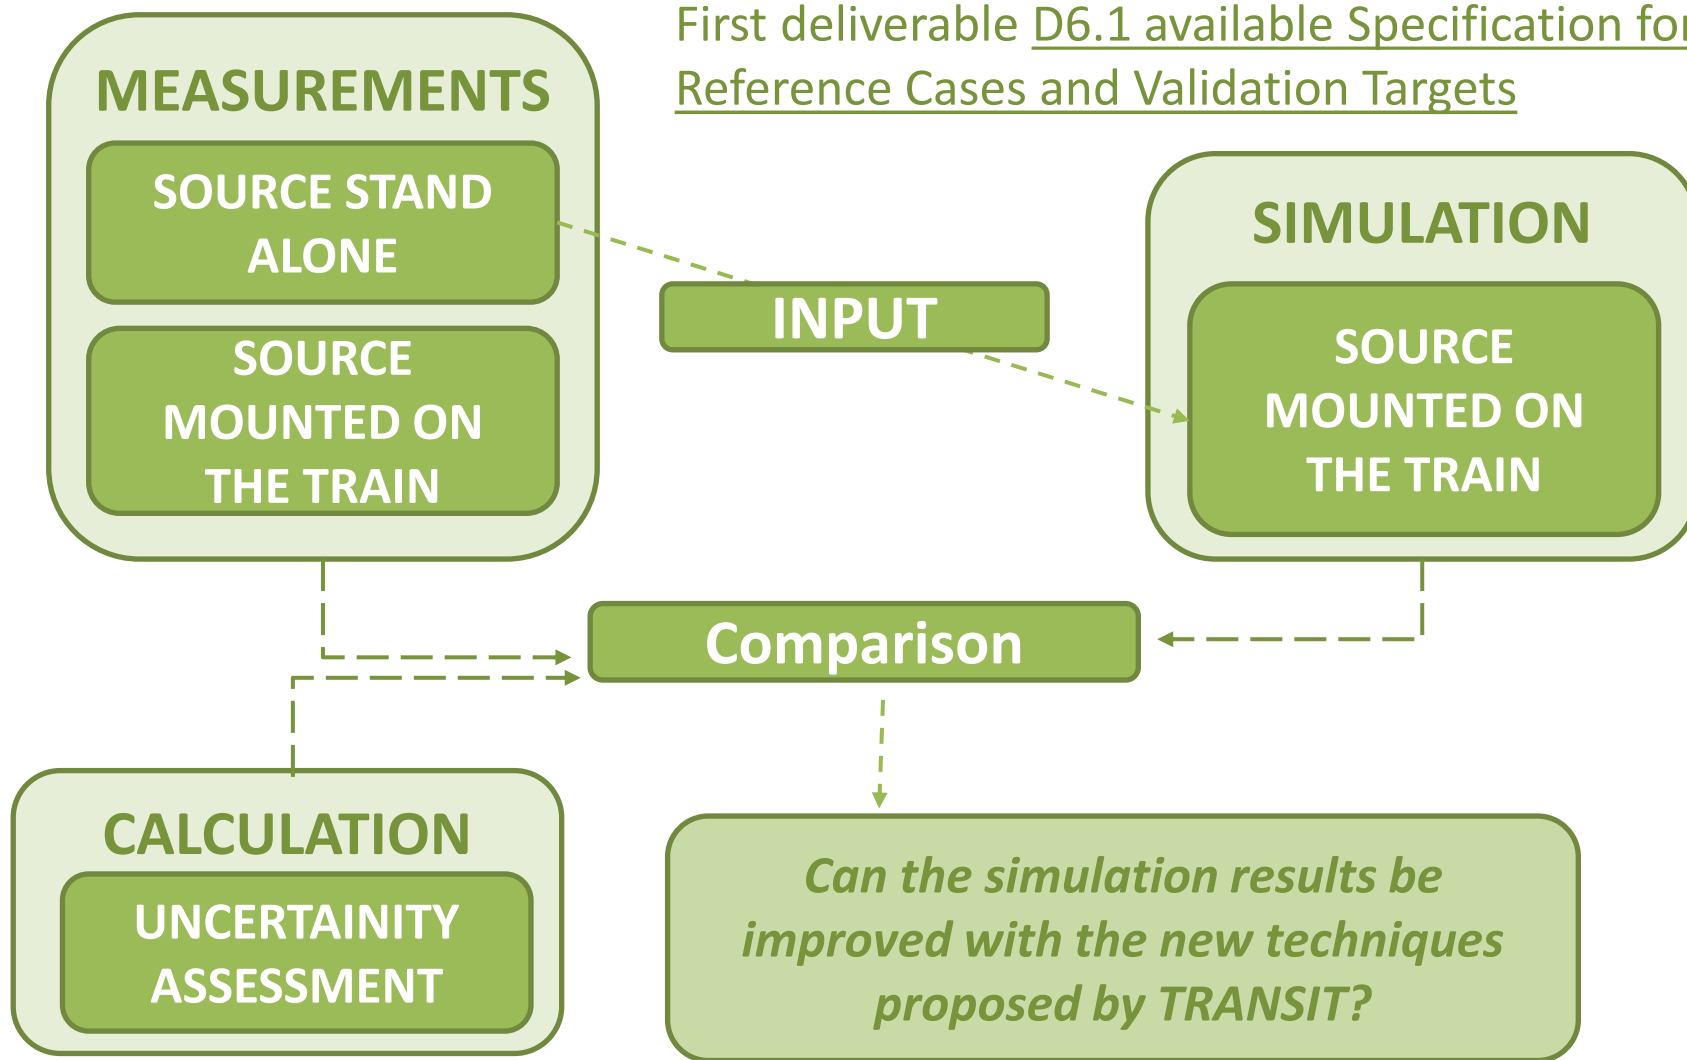 First deliverable D6.1 available Specification for
Reference Cases and Validation Targets
MEASUREMENTS
SOURCE STAND
ALONE
SOURCE
MOUNTED ON
THE TRAIN
INPUT
SIMULATION
SOURCE
MOUNTED ON
THE TRAIN
Comparison
CALCULATION
UNCERTAINITY
ASSESSMENT
Can the simulation results be
improved with the new techniques
proposed by TRANSIT?